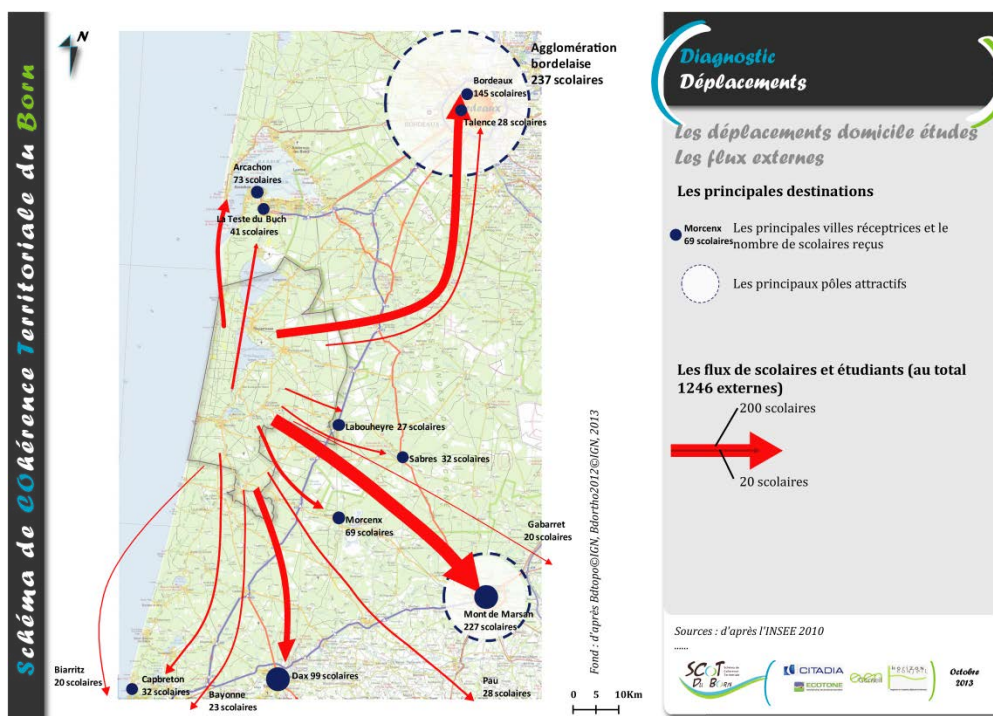 Schéma de COhérence Territoriale du Born
N
Agglomération
bordelaise
237 scolaires
Bordeaux
145 scolaires
Talence 28 scolaires
Arcachon
73 scolaires
La Teste du Buch
41 scolaires
Labouheyre 27 scolaires
Sabres 32 scolaires
Morcenx
69 scolaires
Gabarret
20 scolaires
Mont de Marsan
227 scolaires
Biarritz
20 scolaires
Capbreton
32 scolaires
Bayonne
23 scolaires
Dax 99 scolaires
Pau
28 scolaires
0 5 10Km
Fond : d'après Bdtopo©IGN, Bdortho2012©IGN, 2013
Diagnostic
Déplacements
Les déplacements domicile études
Les flux externes
Les principales destinations
Morcenx
69 scolaires
Les principales villes réceptrices et le
nombre de scolaires reçus
Les principaux pôles attractifs
Les flux de scolaires et étudiants (au total
1246 externes)
200 scolaires
20 scolaires
Sources : d'après l'INSEE 2010
......
SCOT
Du Born
CITADIA
ECOTONE
Octobre
2013